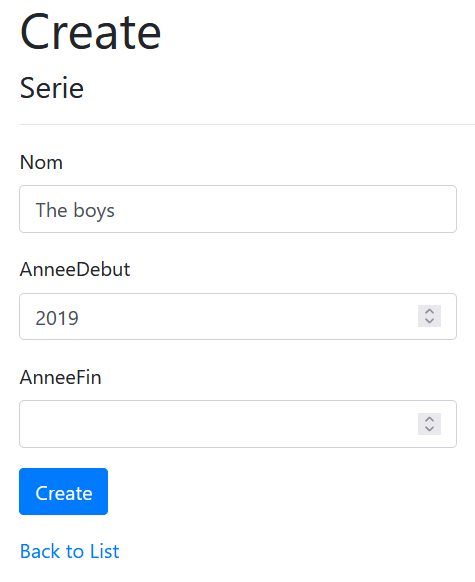 Create
Serie
Nom
The boys
AnneeDebut
2019
AnneeFin
Create
Back to List